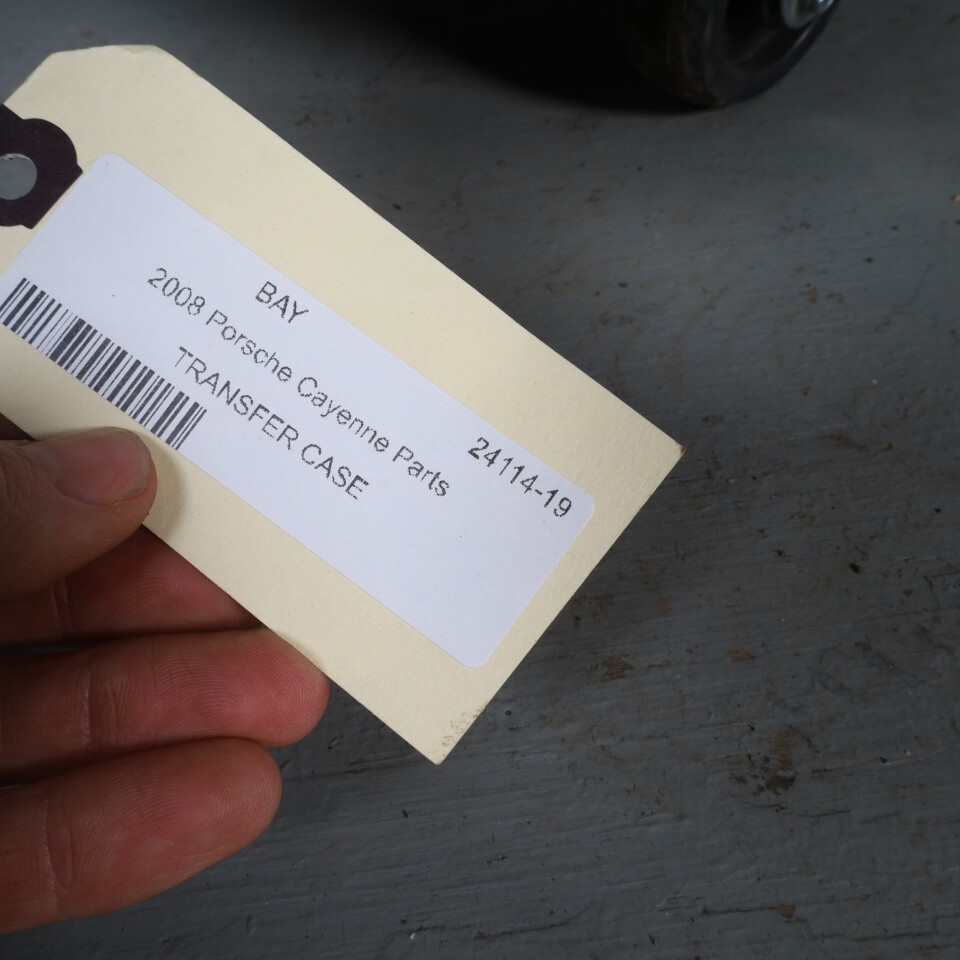 BAY
2008 Porsche Cayenne Parts
TRANSFER CASE
24114-19